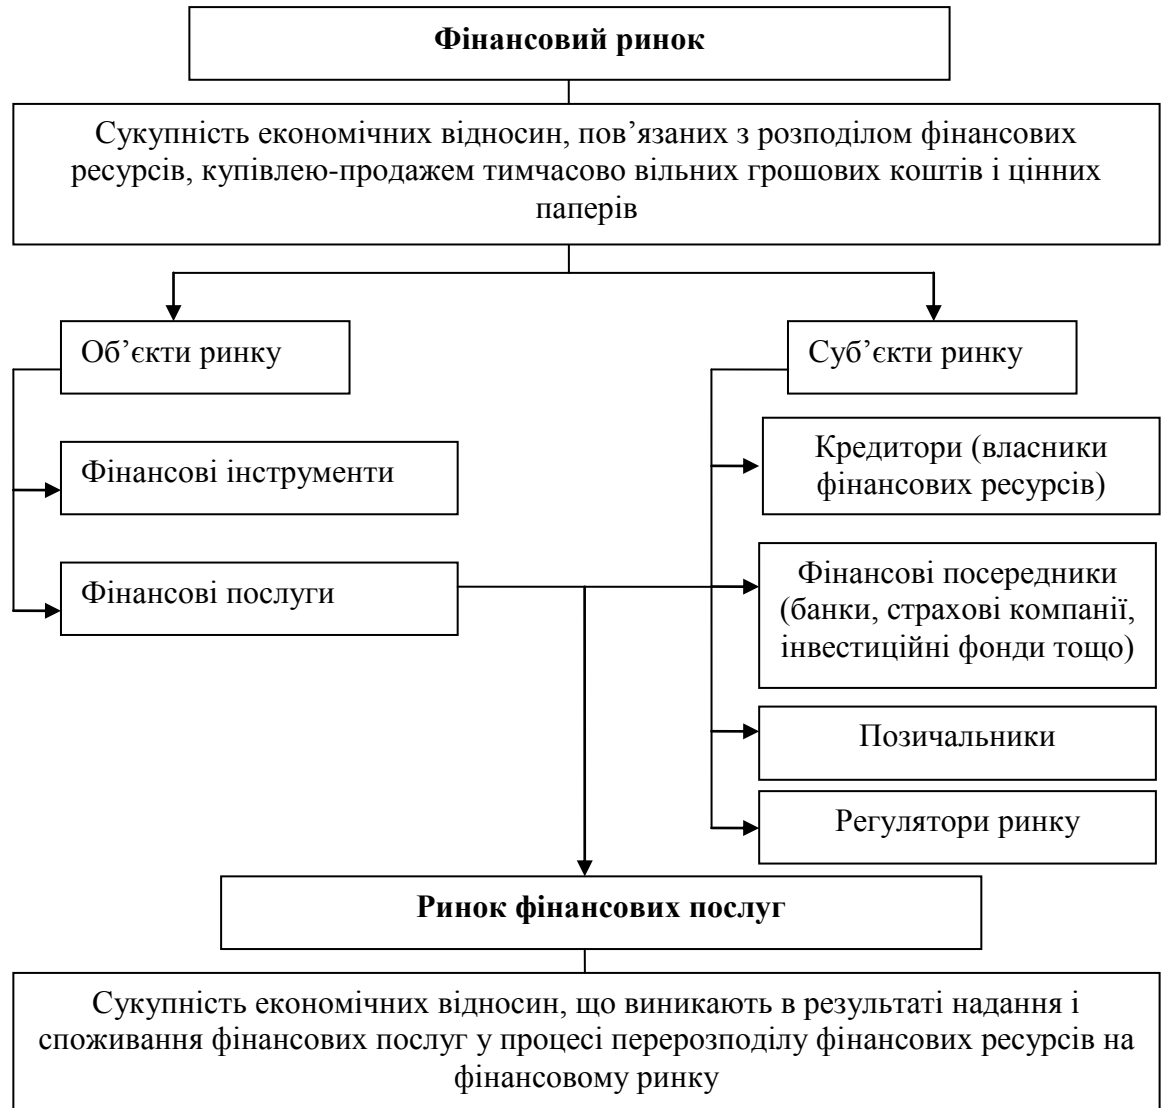 Фінансовий ринок
Сукупність економічних відносин, пов’язаних з розподілом фінансових
ресурсів, купівлею-продажем тимчасово вільних грошових коштів і цінних
паперів
Об’єкти ринку
Суб’єкти ринку
Фінансові інструменти
Кредитори (власники
фінансових ресурсів)
Фінансові послуги
Фінансові посередники
(банки, страхові компанії,
інвестиційні фонди тощо)
Позичальники
Регулятори ринку
Ринок фінансових послуг
Сукупність економічних відносин, що виникають в результаті надання і
споживання фінансових послуг у процесі перерозподілу фінансових ресурсів на
фінансовому ринку